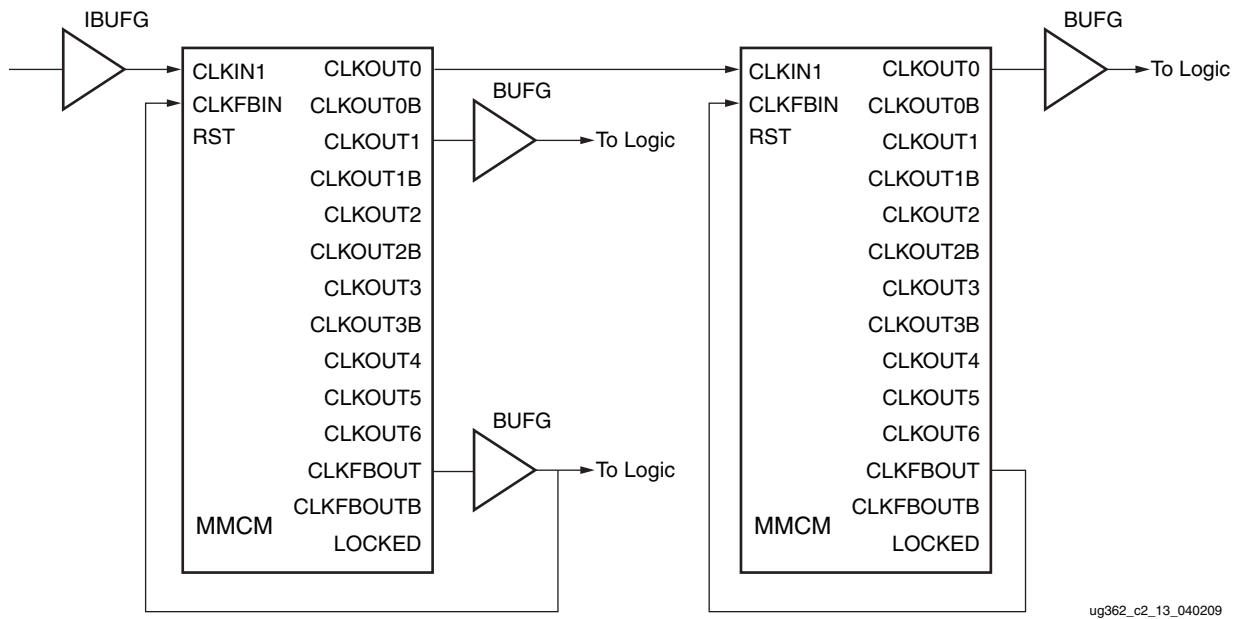 IBUFG
CLKIN1
CLKFBIN
RST
MMCM
CLKOUT0
CLKOUT0B
CLKOUT1
CLKOUT1B
CLKOUT2
CLKOUT2B
CLKOUT3
CLKOUT3B
CLKOUT4
CLKOUT5
CLKOUT6
CLKFBOUT
CLKFBOUTB
LOCKED
BUFG
To Logic
BUFG
To Logic
CLKIN1
CLKFBIN
RST
MMCM
CLKOUT0
CLKOUT0B
CLKOUT1
CLKOUT1B
CLKOUT2
CLKOUT2B
CLKOUT3
CLKOUT3B
CLKOUT4
CLKOUT5
CLKOUT6
CLKFBOUT
CLKFBOUTB
LOCKED
BUFG
To Logic
ug362_c2_13_040209